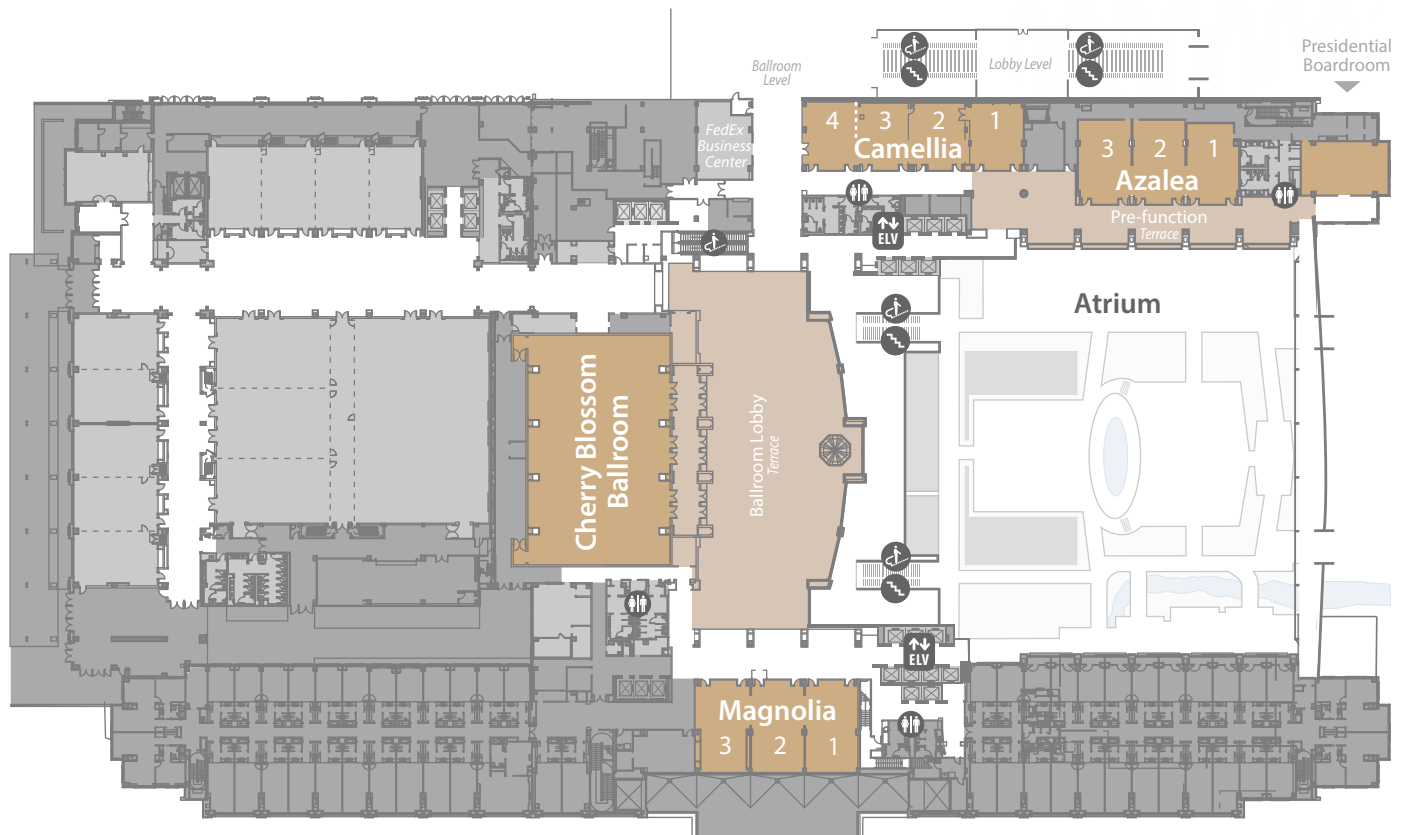 Presidential
Boardroom
Ballroom
Level
Lobby Level
FedEx
Business
Center
4
3
2
1
Camellia
3
2
1
Azalea
Pre-function
Terrace
ELV
Atrium
Cherry Blossom
Ballroom
Ballroom Lobby
Terrace
ELV
Magnolia
3
2
1